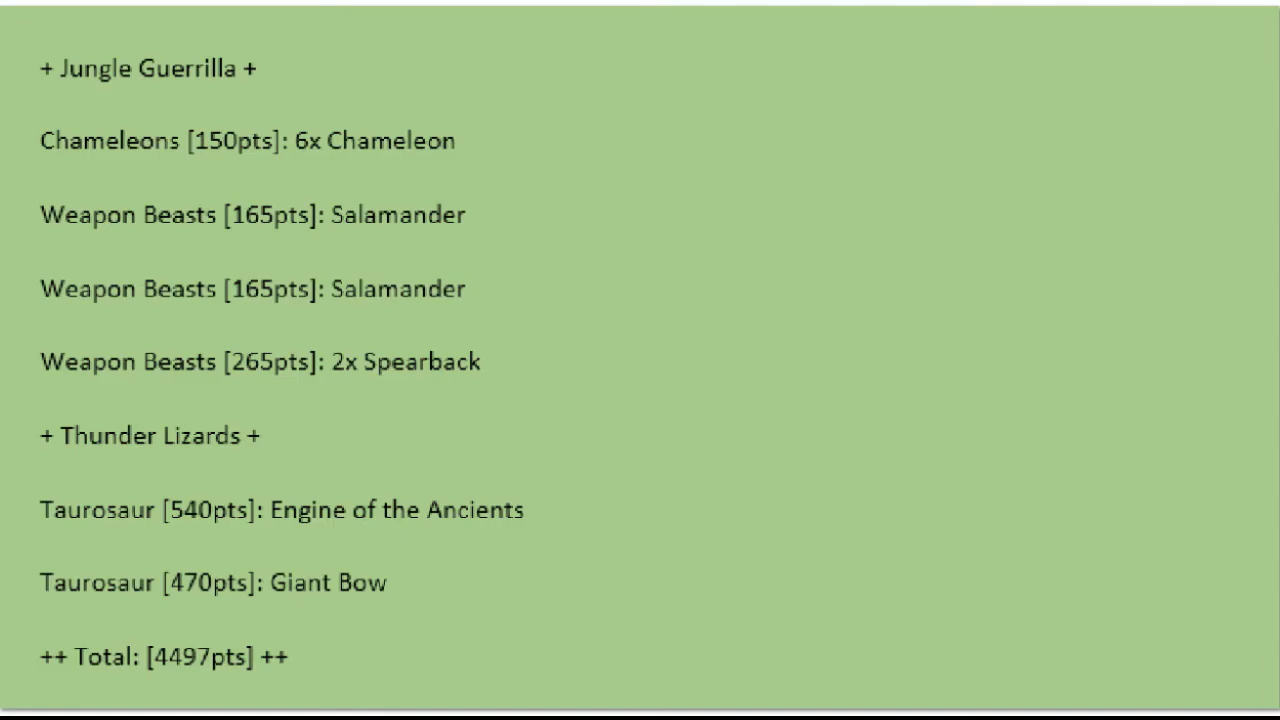 + Jungle Guerrilla +
Chameleons [150pts]: 6x Chameleon
Weapon Beasts [165pts]: Salamander
Weapon Beasts [165pts]: Salamander
Weapon Beasts [265pts]: 2x Spearback
+ Thunder Lizards +
Taurosaur [540pts]: Engine of the Ancients
Taurosaur [470pts]: Giant Bow
++ Total: [4497pts] ++